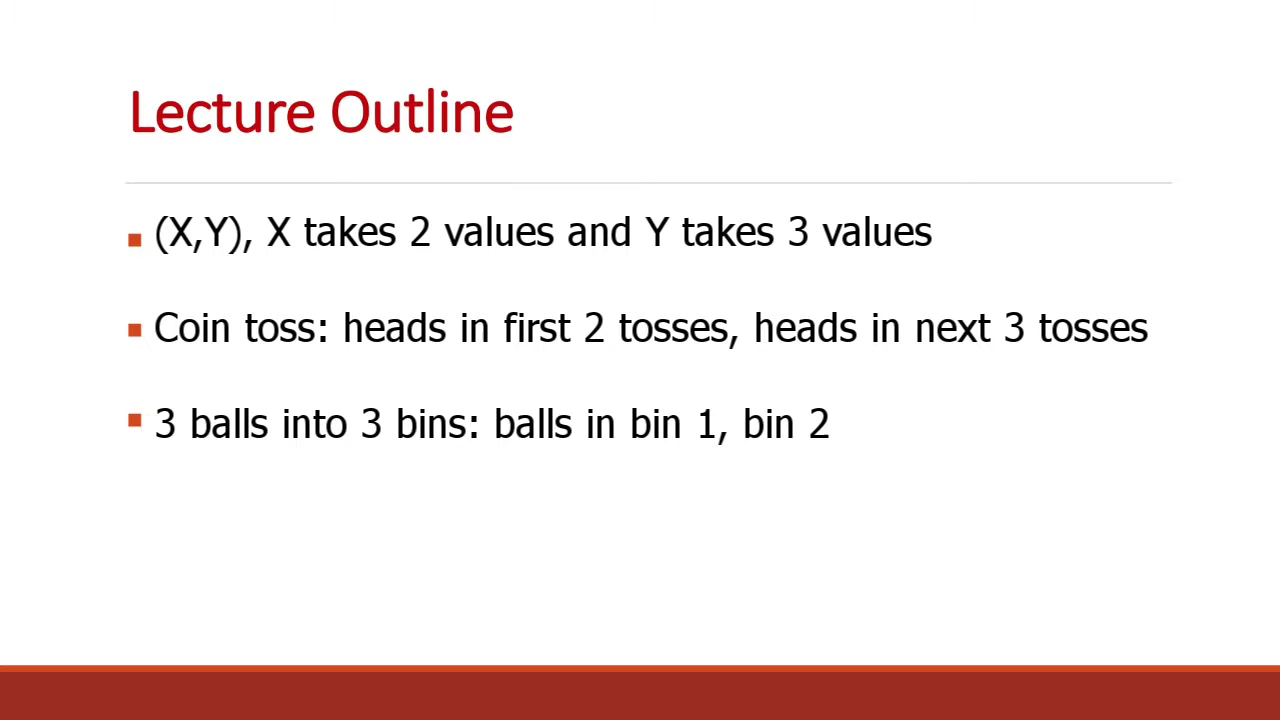 Lecture Outline
(X,Y), X takes 2 values and Y takes 3 values
Coin toss: heads in first 2 tosses, heads in next 3 tosses
3 balls into 3 bins: balls in bin 1, bin 2